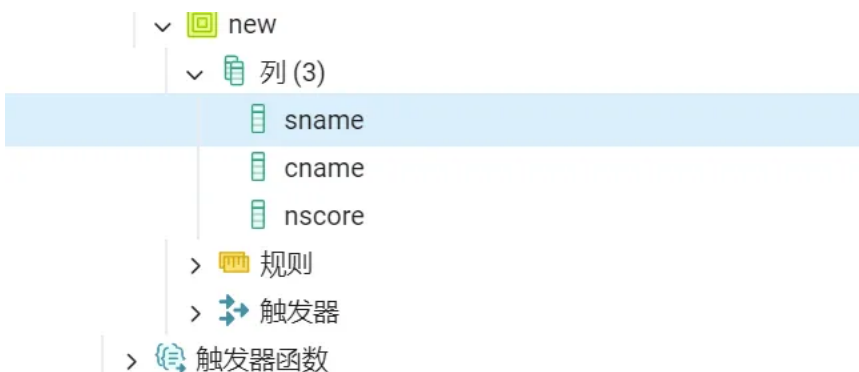 new
列 (3)
sname
cname
nscore
规则
触发器
触发器函数